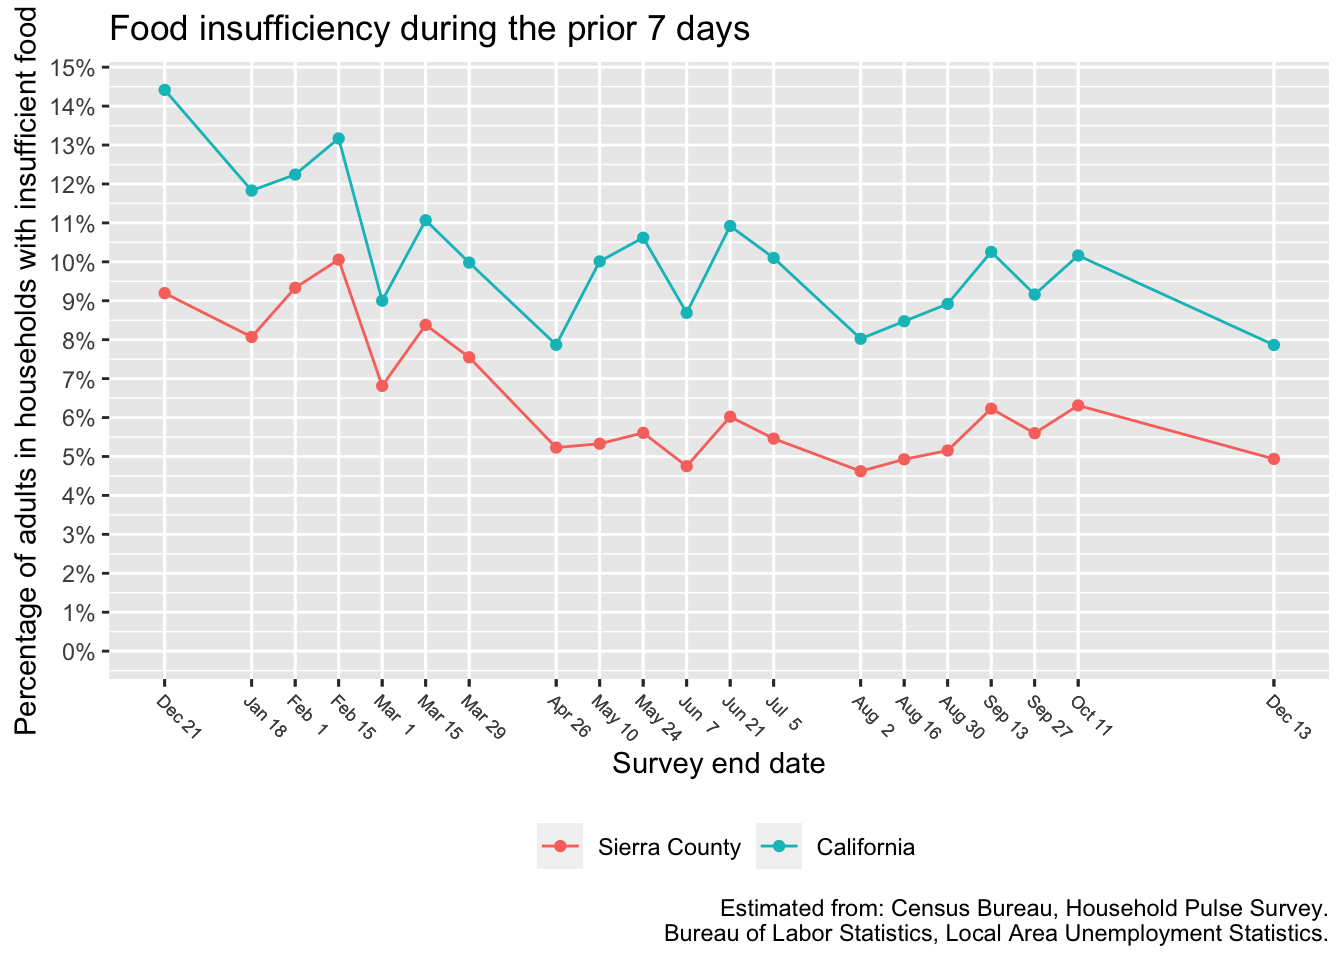 Food insufficiency during the prior 7 days
Percentage of adults in households with insufficient food
15%
14%
13%
12%
11%
10%
9%
8%
7%
6%
5%
4%
3%
2%
1%
0%
Dec 21
Jan 18
Feb 1
Feb 15
Mar 1
Mar 15
Mar 29
Apr 26
May 10
May 24
Jun 7
Jun 21
Jul 5
Aug 2
Aug 16
Aug 30
Sep 13
Sep 27
Oct 11
Dec 13
Survey end date
Sierra County
California
Estimated from: Census Bureau, Household Pulse Survey.
Bureau of Labor Statistics, Local Area Unemployment Statistics.